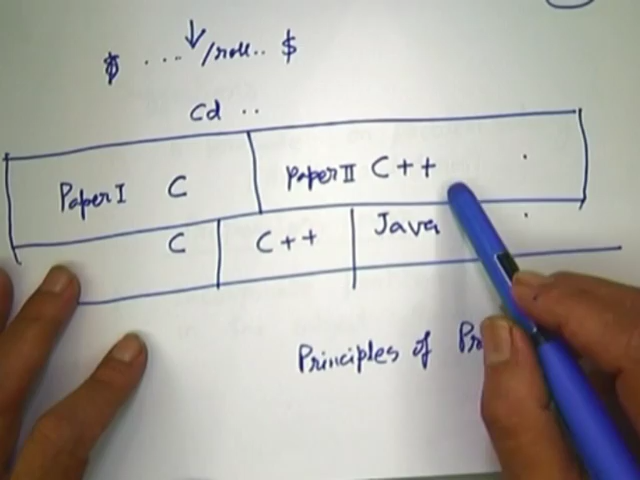 $ .... /roll.. $
cd ..
Paper I C Paper II C++
C C++ Java
Principles of